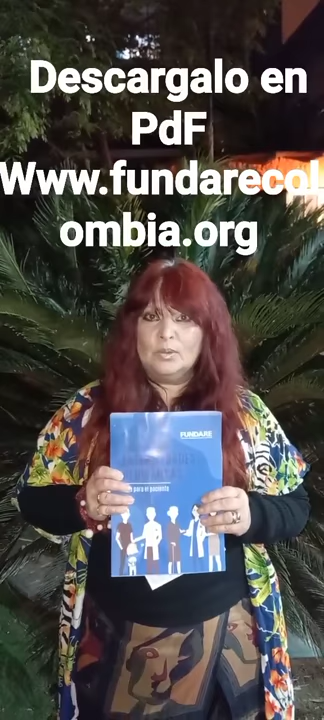 Descargalo en
PdF
Www.fundarecol
ombia.org
FUNDARE
para el paciente